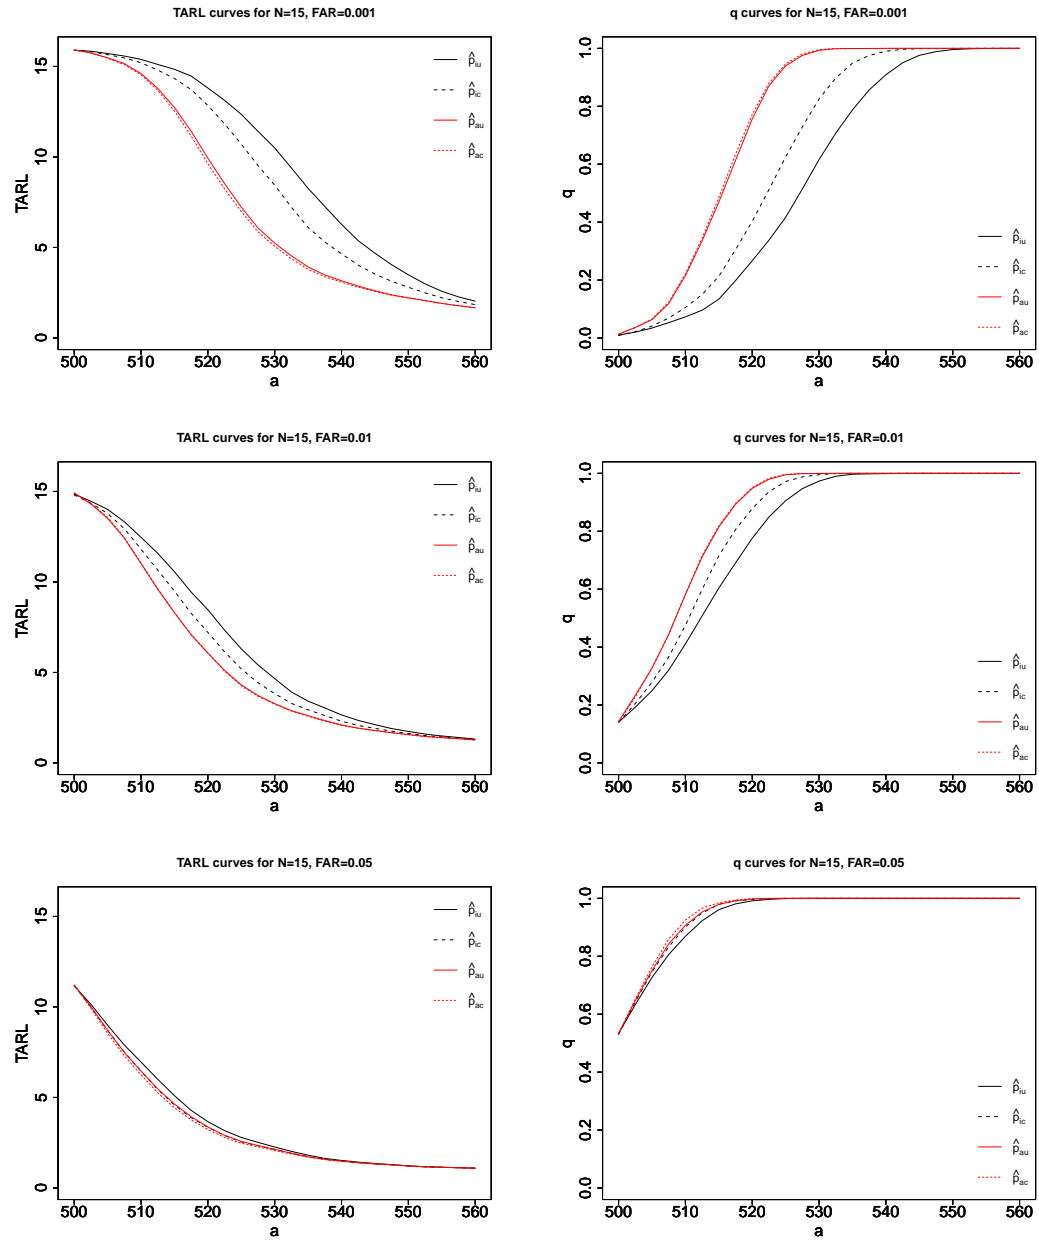 TARL curves for N=15, FAR=0.001
TARL
15
10
5
0
p̂iu
p̂ic
p̂au
p̂ac
500 510 520 530 540 550 560
a
q curves for N=15, FAR=0.001
q
1.0
0.8
0.6
0.4
0.2
0.0
p̂iu
p̂ic
p̂au
p̂ac
500 510 520 530 540 550 560
a
TARL curves for N=15, FAR=0.01
TARL
15
10
5
0
p̂iu
p̂ic
p̂au
p̂ac
500 510 520 530 540 550 560
a
q curves for N=15, FAR=0.01
q
1.0
0.8
0.6
0.4
0.2
0.0
p̂iu
p̂ic
p̂au
p̂ac
500 510 520 530 540 550 560
a
TARL curves for N=15, FAR=0.05
TARL
15
10
5
0
p̂iu
p̂ic
p̂au
p̂ac
500 510 520 530 540 550 560
a
q curves for N=15, FAR=0.05
q
1.0
0.8
0.6
0.4
0.2
0.0
p̂iu
p̂ic
p̂au
p̂ac
500 510 520 530 540 550 560
a